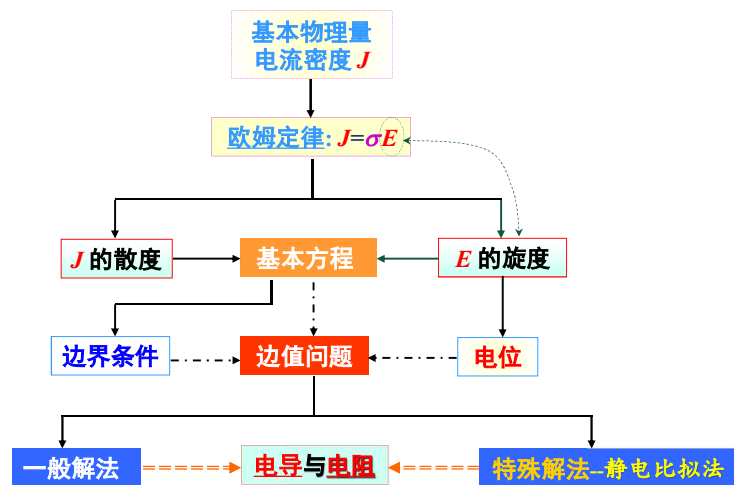 基本物理量
电流密度 J
欧姆定律: J=σE
J 的散度
基本方程
E 的旋度
边界条件
边值问题
电位
一般解法
电导与电阻
特殊解法--静电比拟法